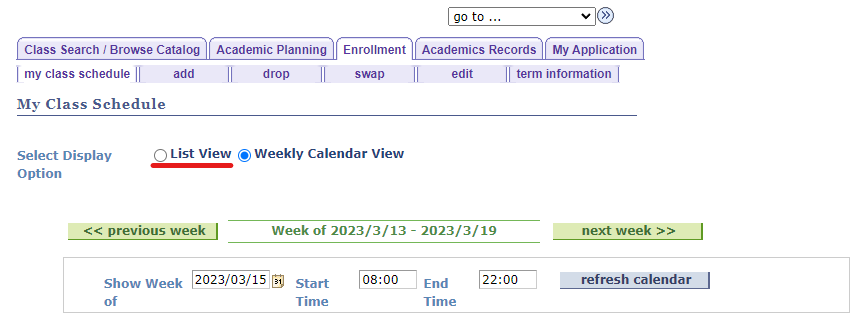 go to ...
Class Search / Browse Catalog Academic Planning Enrollment Academics Records My Application
my class schedule add drop swap edit term information
My Class Schedule
Select Display Option List View Weekly Calendar View
<< previous week Week of 2023/3/13 - 2023/3/19 next week >>
Show Week of 2023/03/15 31 Start Time 08:00 End Time 22:00 refresh calendar